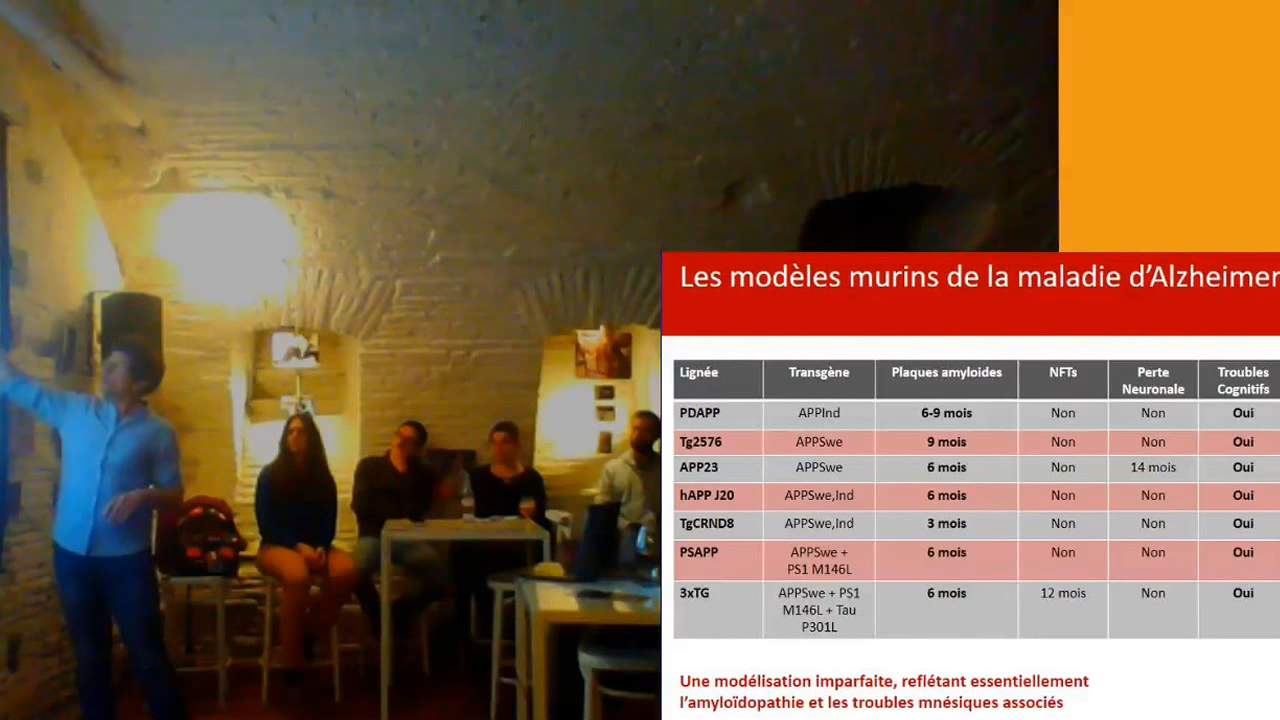 Les modèles murins de la maladie d'Alzheimer
Lignée Transgène Plaques amyloides NFTs Perte Neuronale Troubles Cognitifs
PDAPP APPInd 6-9 mois Non Non Oui
Tg2576 APPSwe 9 mois Non Non Oui
APP23 APPSwe 6 mois Non 14 mois Oui
hAPP J20 APPSwe,Ind 6 mois Non Non Oui
TgCRND8 APPSwe,Ind 3 mois Non Non Oui
PSAPP APPSwe + PS1 M146L 6 mois Non Non Oui
3xTG APPSwe + PS1 M146L + Tau P301L 6 mois 12 mois Non Oui
Une modélisation imparfaite, reflétant essentiellement
l'amyloïdopathie et les troubles mnésiques associés